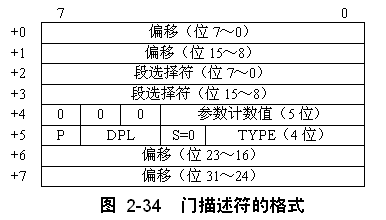 7 0
+0 偏移（位 7～0）
+1 偏移（位 15～8）
+2 段选择符（位 7～0）
+3 段选择符（位 15～8）
+4 0 0 0 参数计数值（5 位）
+5 P DPL S=0 TYPE（4 位）
+6 偏移（位 23～16）
+7 偏移（位 31～24）
图 2-34 门描述符的格式